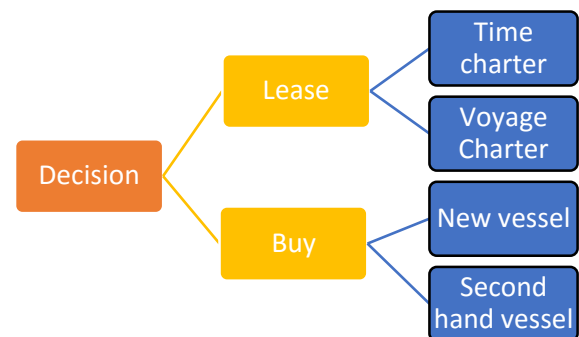 Decision
Lease
Buy
Time
charter
Voyage
Charter
New vessel
Second
hand vessel